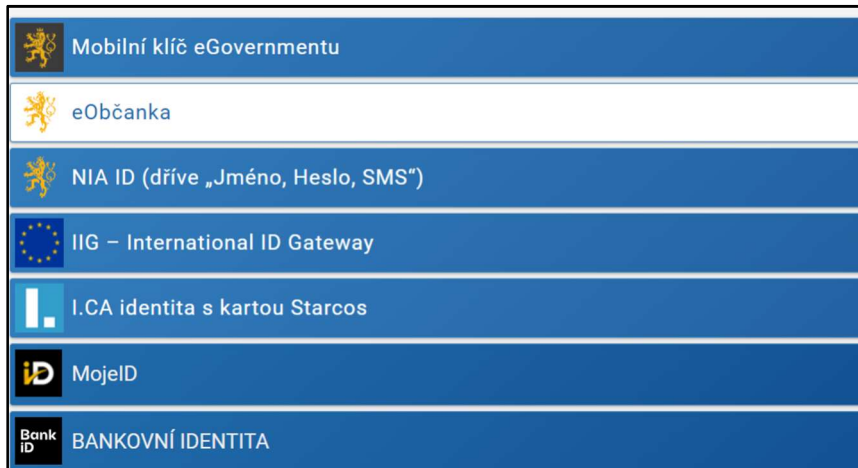 Mobilní klíč eGovernmentu
eObčanka
NIA ID (dříve „Jméno, Heslo, SMS“)
IIG – International ID Gateway
I.
I.CA identita s kartou Starcos
iD
MojeID
Bank
iD
BANKOVNÍ IDENTITA